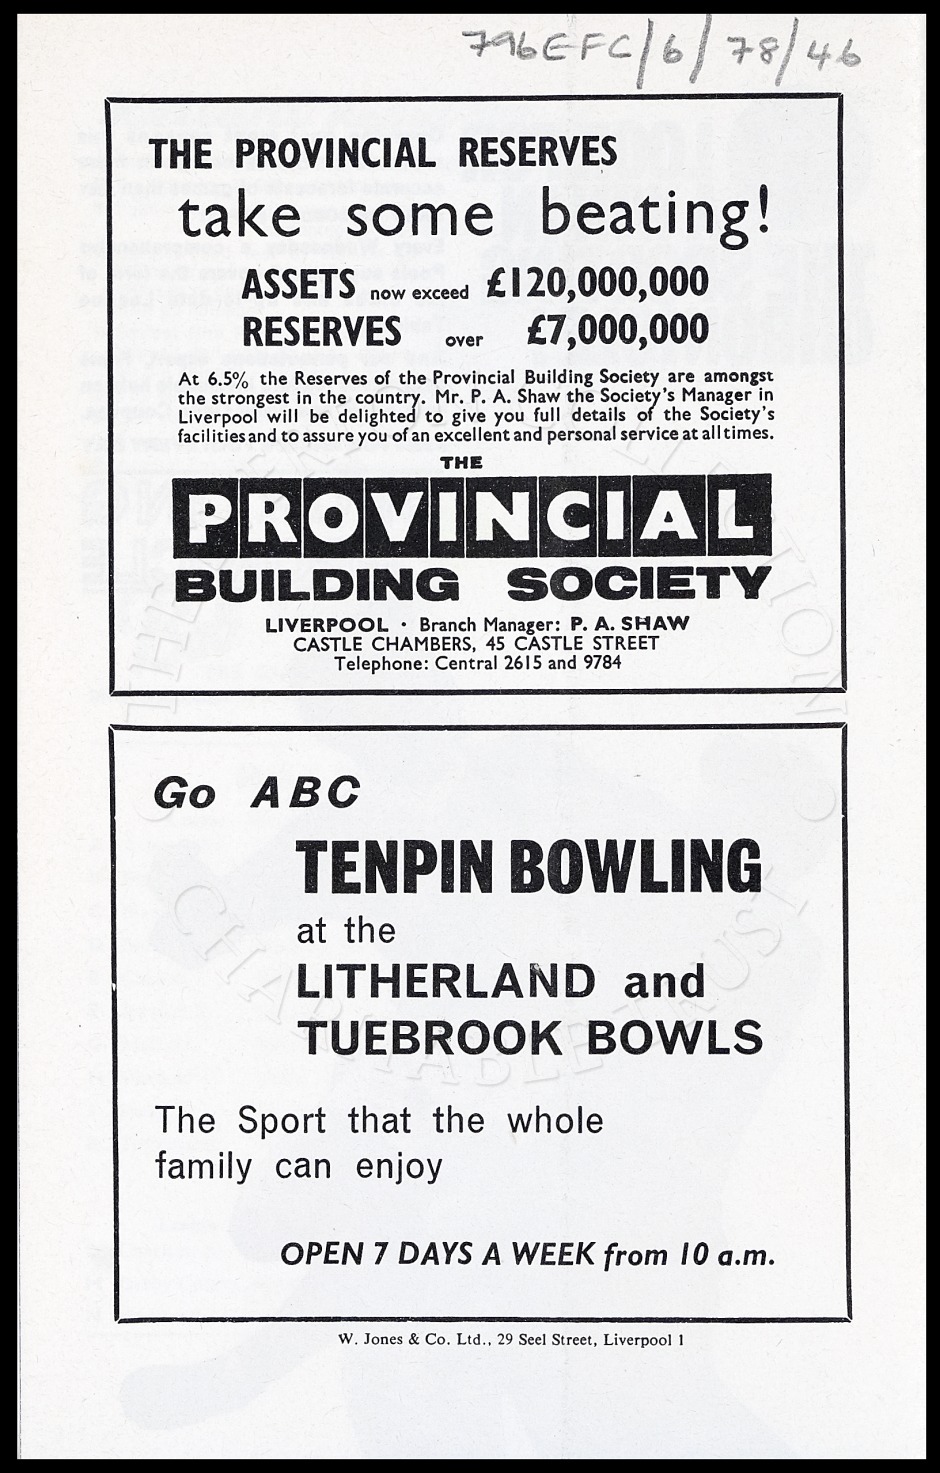 796EFC/6/78/46
THE PROVINCIAL RESERVES
take some beating!
ASSETS now exceed £120,000,000
RESERVES over £7,000,000
At 6.5% the Reserves of the Provincial Building Society are amongst
the strongest in the country. Mr. P. A. Shaw the Society's Manager in
Liverpool will be delighted to give you full details of the Society's
facilities and to assure you of an excellent and personal service at all times.
THE
PROVINCIAL
BUILDING SOCIETY
LIVERPOOL · Branch Manager: P. A. SHAW
CASTLE CHAMBERS, 45 CASTLE STREET
Telephone: Central 2615 and 9784
Go ABC
TENPIN BOWLING
at the
LITHERLAND and
TUEBROOK BOWLS
The Sport that the whole
family can enjoy
OPEN 7 DAYS A WEEK from 10 a.m.
W. Jones & Co. Ltd., 29 Seel Street, Liverpool 1
CHARITABLE TRUST